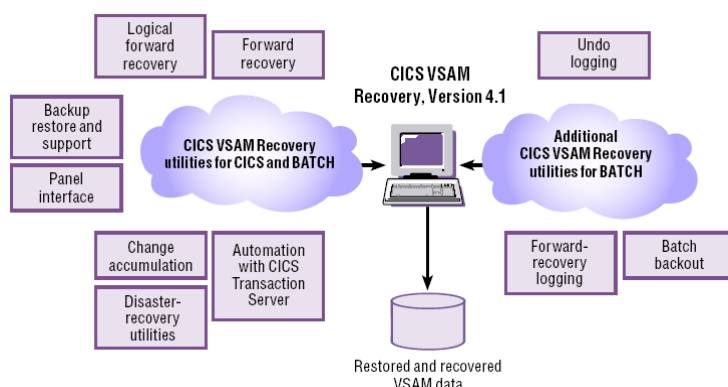 Logical
forward
recovery
Forward
recovery
CICS VSAM
Recovery, Version 4.1
Undo
logging
Backup
restore and
support
Panel
interface
CICS VSAM Recovery
utilities for CICS and BATCH
Additional
CICS VSAM Recovery
utilities for BATCH
Change
accumulation
Disaster-
recovery
utilities
Automation
with CICS
Transaction
Server
Forward-
recovery
logging
Batch
backout
Restored and recovered
VSAM data